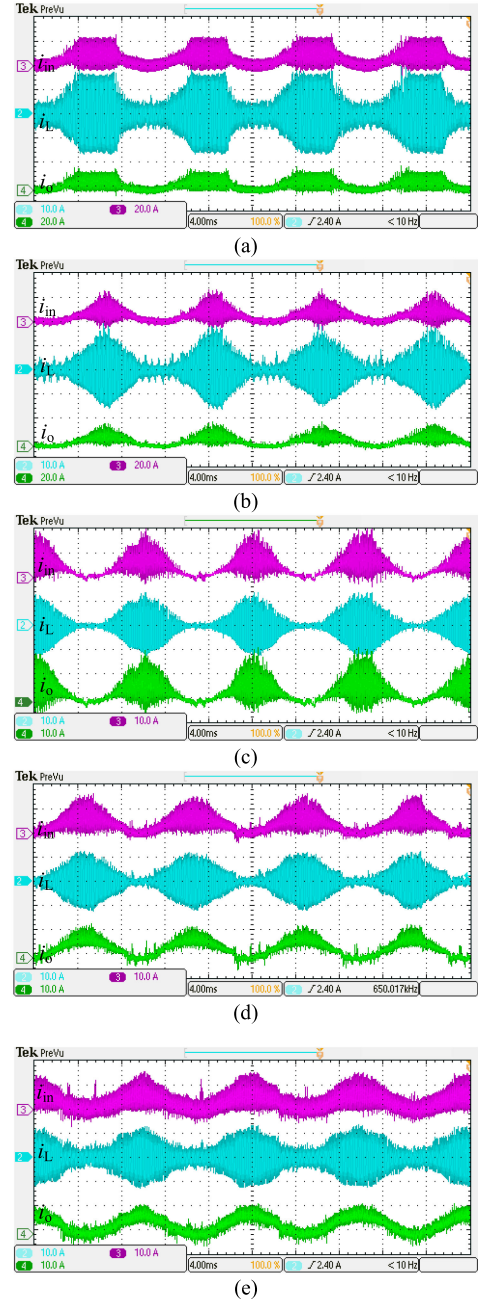 Tek PreVu
3 iin
2 iL
4 io
2 10.0 A 3 20.0 A
4 20.0 A 4.00ms 100.0 % 2 ∫ 2.40 A < 10 Hz
(a)
Tek PreVu
iin
3
iL
2
io
4
2 10.0 A 3 20.0 A
4 20.0 A 4.00ms 100.0 % 2 ∫ 2.40 A < 10 Hz
(b)
Tek PreVu
iin
3
2 iL
io
4
2 10.0 A 3 10.0 A
4 10.0 A 4.00ms 100.0 % 2 ∫ 2.40 A < 10 Hz
(c)
Tek PreVu
3 iin
2 iL
4 io
2 10.0 A 3 10.0 A
4 10.0 A 4.00ms 100.0 % 2 ∫ 2.40 A 650.017kHz
(d)
Tek PreVu
iin
3
2 iL
io
4
2 10.0 A 3 10.0 A
4 10.0 A 4.00ms 100.0 % 2 ∫ 2.40 A < 10 Hz
(e)